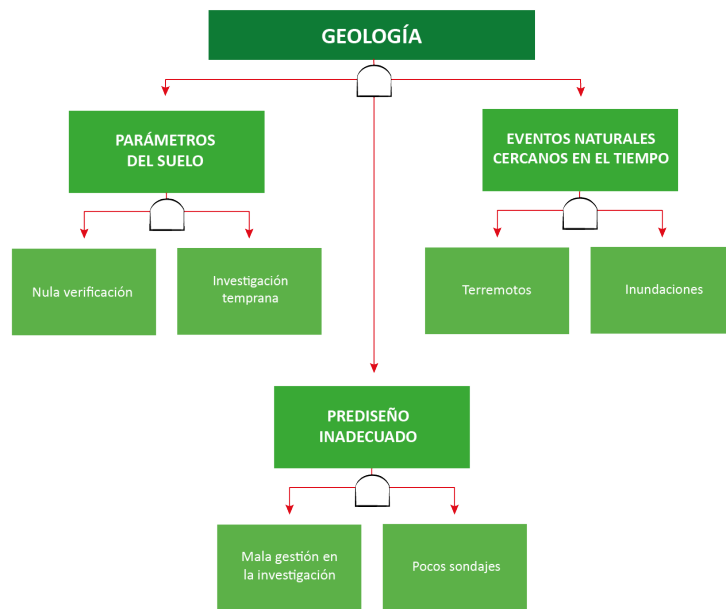 GEOLOGÍA
PARÁMETROS
DEL SUELO
EVENTOS NATURALES
CERCANOS EN EL TIEMPO
Nula verificación
Investigación
temprana
Terremotos
Inundaciones
PREDISEÑO
INADECUADO
Mala gestión en
la investigación
Pocos sondajes